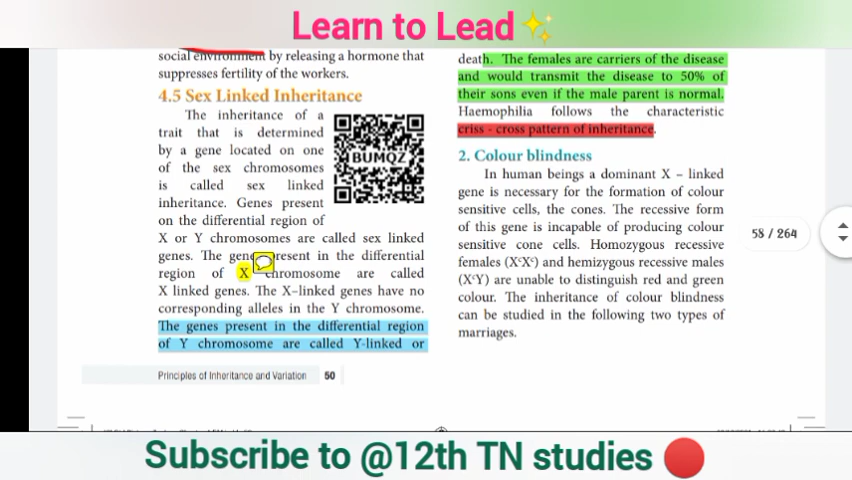 Learn to Lead✨
social environment by releasing a hormone that
suppresses fertility of the workers.
4.5 Sex Linked Inheritance
The inheritance of a
trait that is determined
by a gene located on one
of the sex chromosomes
is called sex linked
inheritance. Genes present
on the differential region of
X or Y chromosomes are called sex linked
genes. The gene present in the differential
region of X chromosome are called
X linked genes. The X–linked genes have no
corresponding alleles in the Y chromosome.
The genes present in the differential region
of Y chromosome are called Y-linked or
BUMQZ
Principles of Inheritance and Variation 50
death. The females are carriers of the disease
and would transmit the disease to 50% of
their sons even if the male parent is normal.
Haemophilia follows the characteristic
criss - cross pattern of inheritance.
2. Colour blindness
In human beings a dominant X – linked
gene is necessary for the formation of colour
sensitive cells, the cones. The recessive form
of this gene is incapable of producing colour
sensitive cone cells. Homozygous recessive
females (XᶜXᶜ) and hemizygous recessive males
(XᶜY) are unable to distinguish red and green
colour. The inheritance of colour blindness
can be studied in the following two types of
marriages.
58 / 264
Subscribe to @12th TN studies 🔴